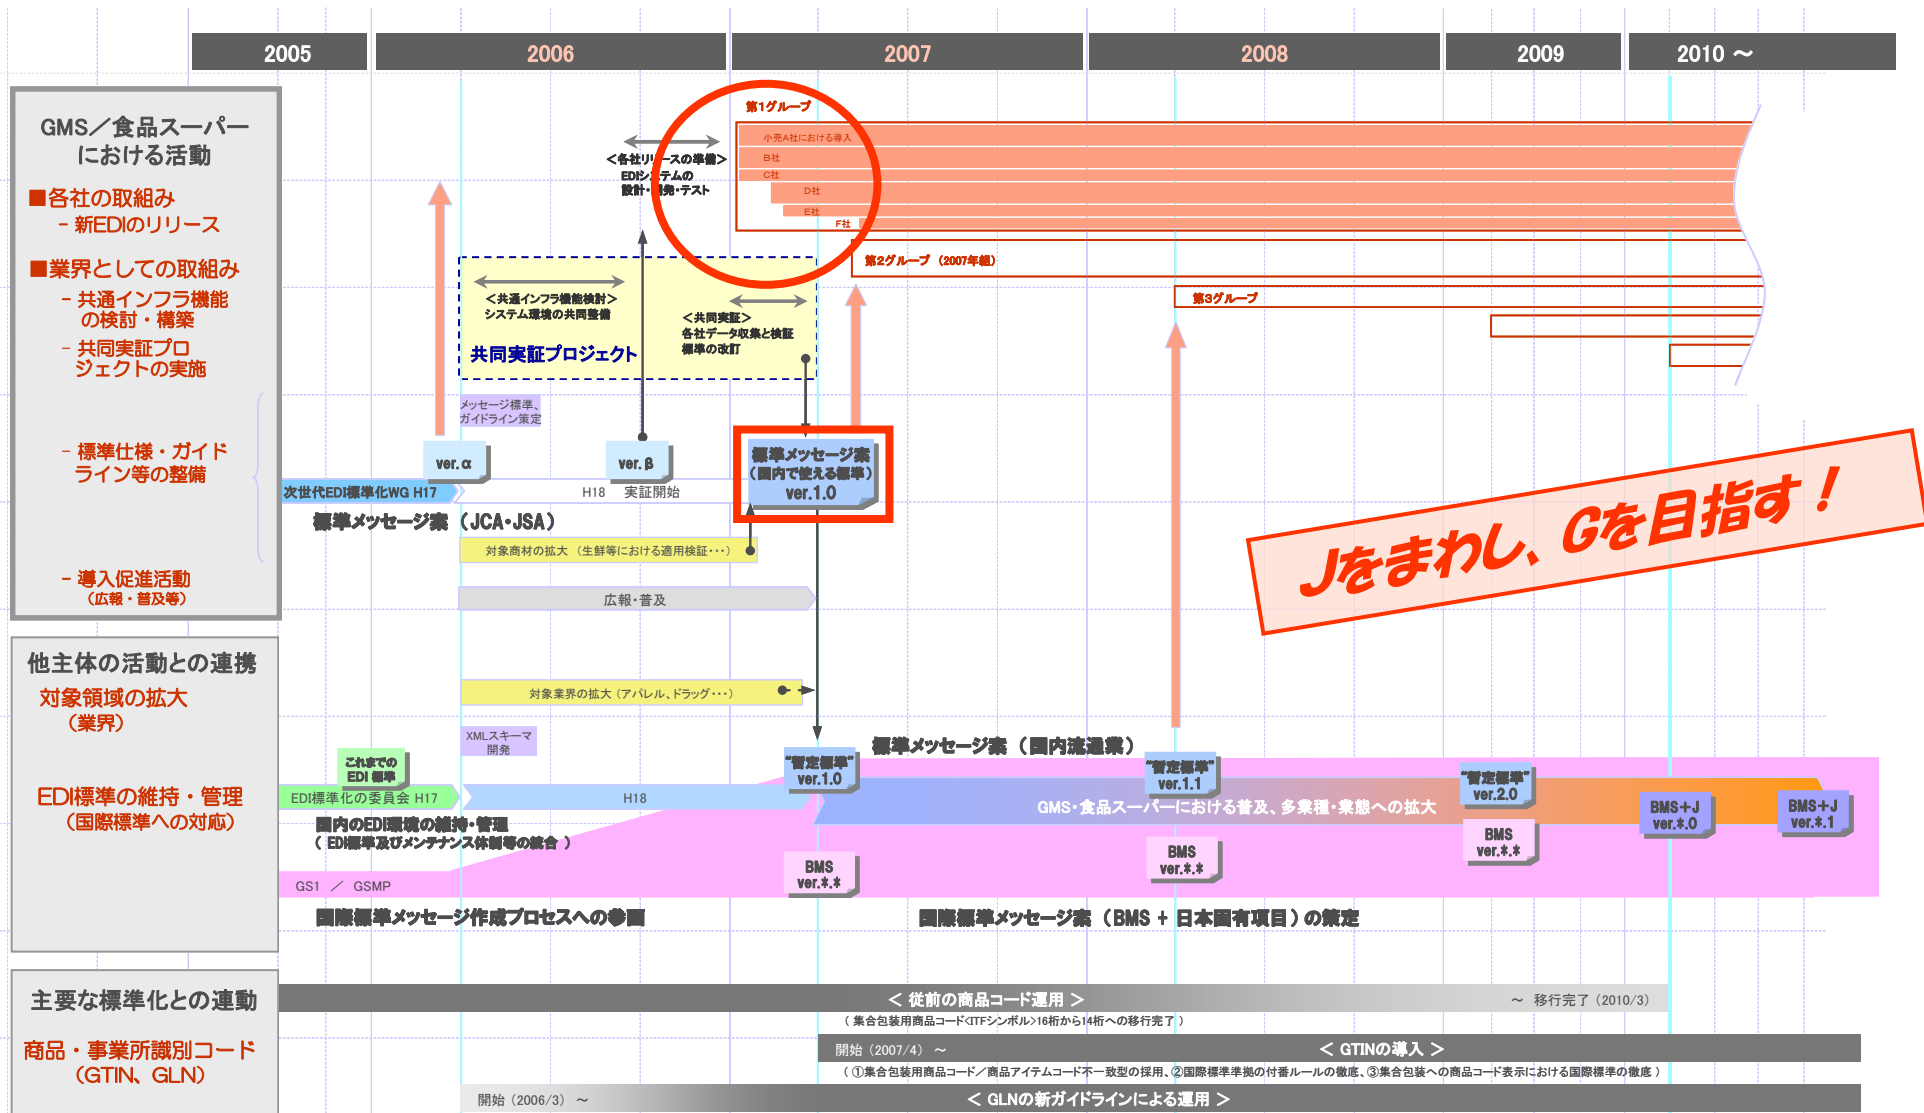 2005
2006
2007
2008
2009
2010 ～
GMS／食品スーパー
における活動
■各社の取組み
－ 新EDIのリリース
■業界としての取組み
－ 共通インフラ機能
の検討・構築
－ 共同実証プロ
ジェクトの実施
－ 標準仕様・ガイド
ライン等の整備
－ 導入促進活動
（広報・普及等）
第1グループ
小売A社における導入
B社
C社
D社
E社
F社
＜各社リリースの準備＞
EDIシステムの
設計・開発・テスト
第2グループ （2007年組）
第3グループ
＜共通インフラ機能検討＞
システム環境の共同整備
＜共同実証＞
各社データ収集と検証
標準の改訂
共同実証プロジェクト
メッセージ標準、
ガイドライン策定
ver. α
ver. β
標準メッセージ案
（国内で使える標準）
ver.1.0
次世代EDI標準化WG H17
H18 実証開始
標準メッセージ案 （JCA・JSA）
対象商材の拡大 （生鮮等における適用検証・・・）
広報・普及
Jをまわし、Gを目指す！
他主体の活動との連携
対象領域の拡大
（業界）
EDI標準の維持・管理
（国際標準への対応）
対象業界の拡大 （アパレル、ドラッグ・・・）
XMLスキーマ
開発
これまでの
EDI 標準
EDI標準化の委員会 H17
H18
国内のEDI環境の維持・管理
（ EDI標準及びメンテナンス体制等の統合 ）
標準メッセージ案 （ 国内流通業 ）
“暫定標準”
ver.1.0
“暫定標準”
ver.1.1
“暫定標準”
ver.2.0
GMS・食品スーパーにおける普及、多業種・業態への拡大
BMS＋J
ver.*.0
BMS＋J
ver.*.1
BMS
ver.*.*
BMS
ver.*.*
BMS
ver.*.*
GS1 ／ GSMP
国際標準メッセージ作成プロセスへの参画
国際標準メッセージ案 （ BMS + 日本固有項目 ） の策定
主要な標準化との連動
商品・事業所識別コード
（GTIN、GLN）
＜ 従前の商品コード運用 ＞
～ 移行完了 （2010/3）
（ 集合包装用商品コード<ITFシンボル>16桁から14桁への移行完了 ）
開始 （2007/4） ～
＜ GTINの導入 ＞
（ ①集合包装用商品コード／商品アイテムコード不一致型の採用、②国際標準準拠の付番ルールの徹底、③集合包装への商品コード表示における国際標準の徹底 ）
開始 （2006/3） ～
＜ GLNの新ガイドラインによる運用 ＞